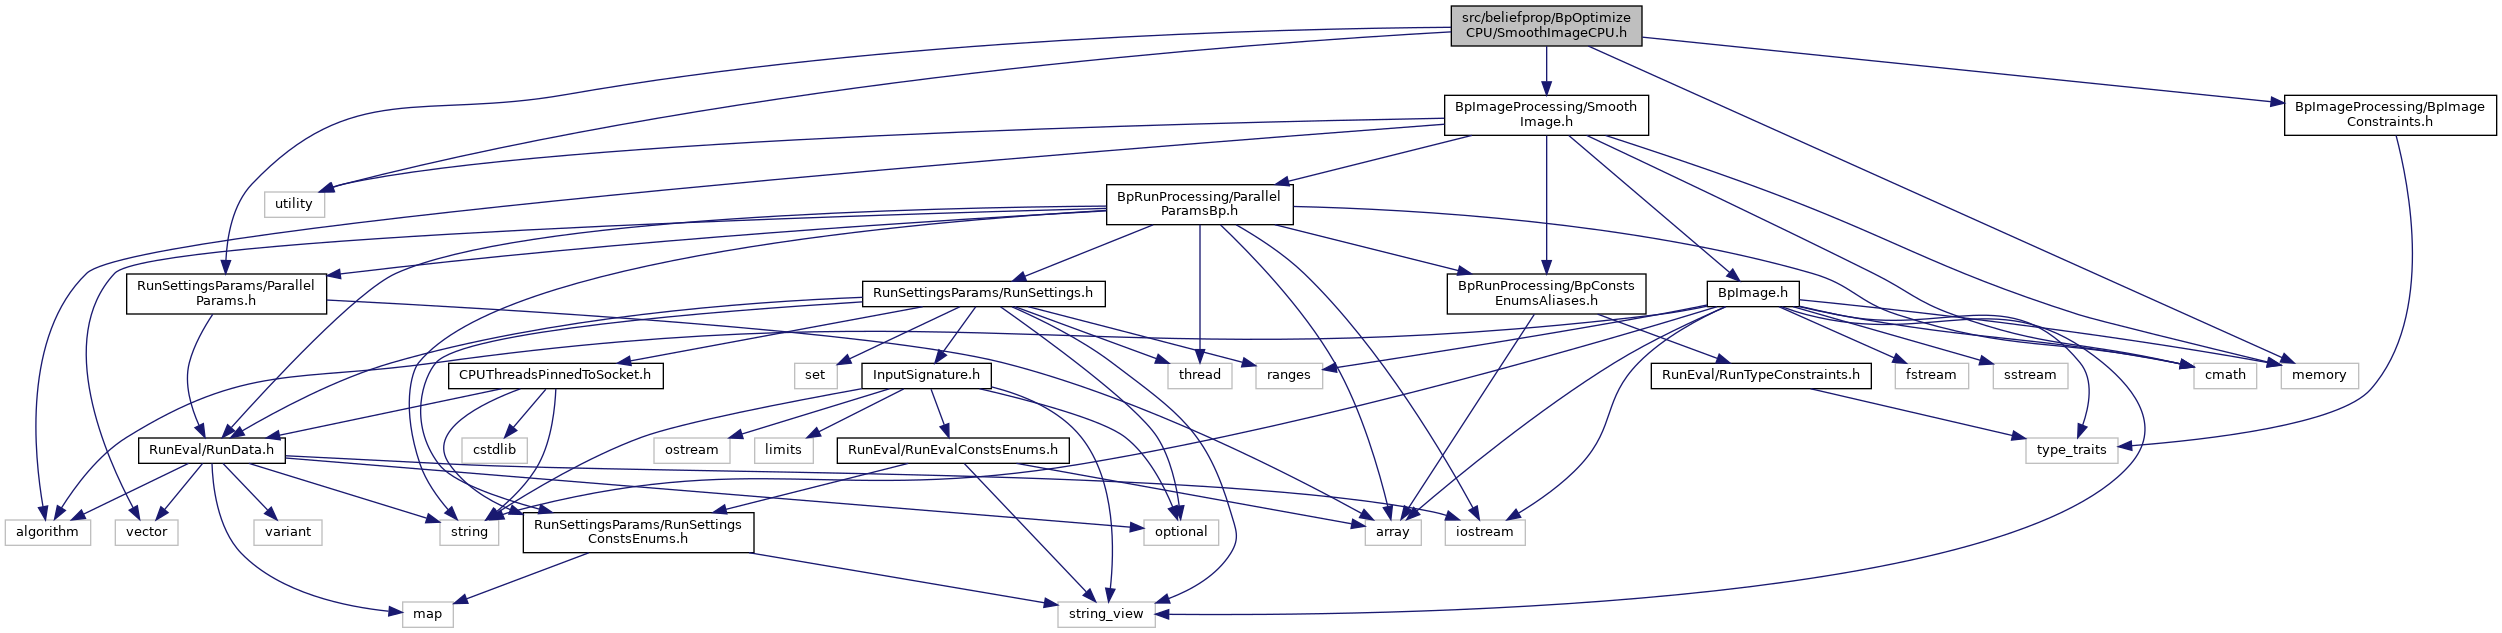 src/beliefprop/BpOptimize
CPU/SmoothImageCPU.h
BpImageProcessing/Smooth
Image.h
BpImageProcessing/BpImage
Constraints.h
utility
BpRunProcessing/Parallel
ParamsBp.h
RunSettingsParams/Parallel
Params.h
RunSettingsParams/RunSettings.h
BpRunProcessing/BpConsts
EnumsAliases.h
BpImage.h
CPUThreadsPinnedToSocket.h
set
InputSignature.h
thread
ranges
RunEval/RunTypeConstraints.h
fstream
sstream
cmath
memory
RunEval/RunData.h
cstdlib
ostream
limits
RunEval/RunEvalConstsEnums.h
type_traits
algorithm
vector
variant
string
RunSettingsParams/RunSettings
ConstsEnums.h
optional
array
iostream
map
string_view